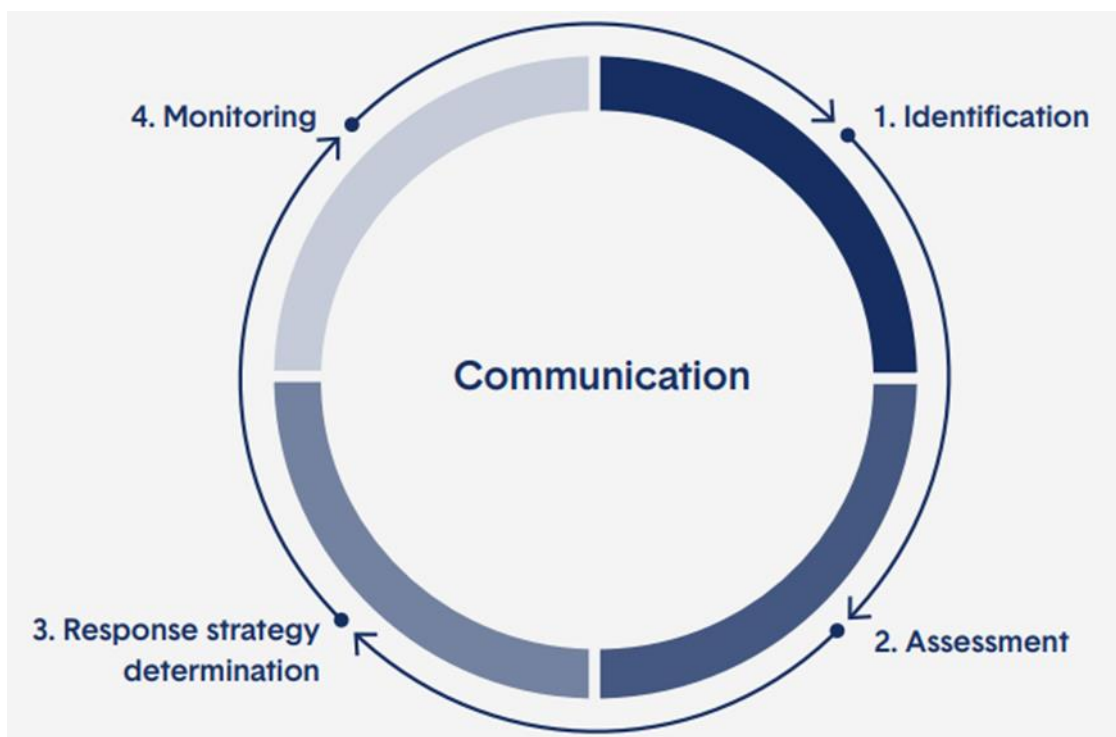 4. Monitoring
1. Identification
Communication
3. Response strategy
determination
2. Assessment